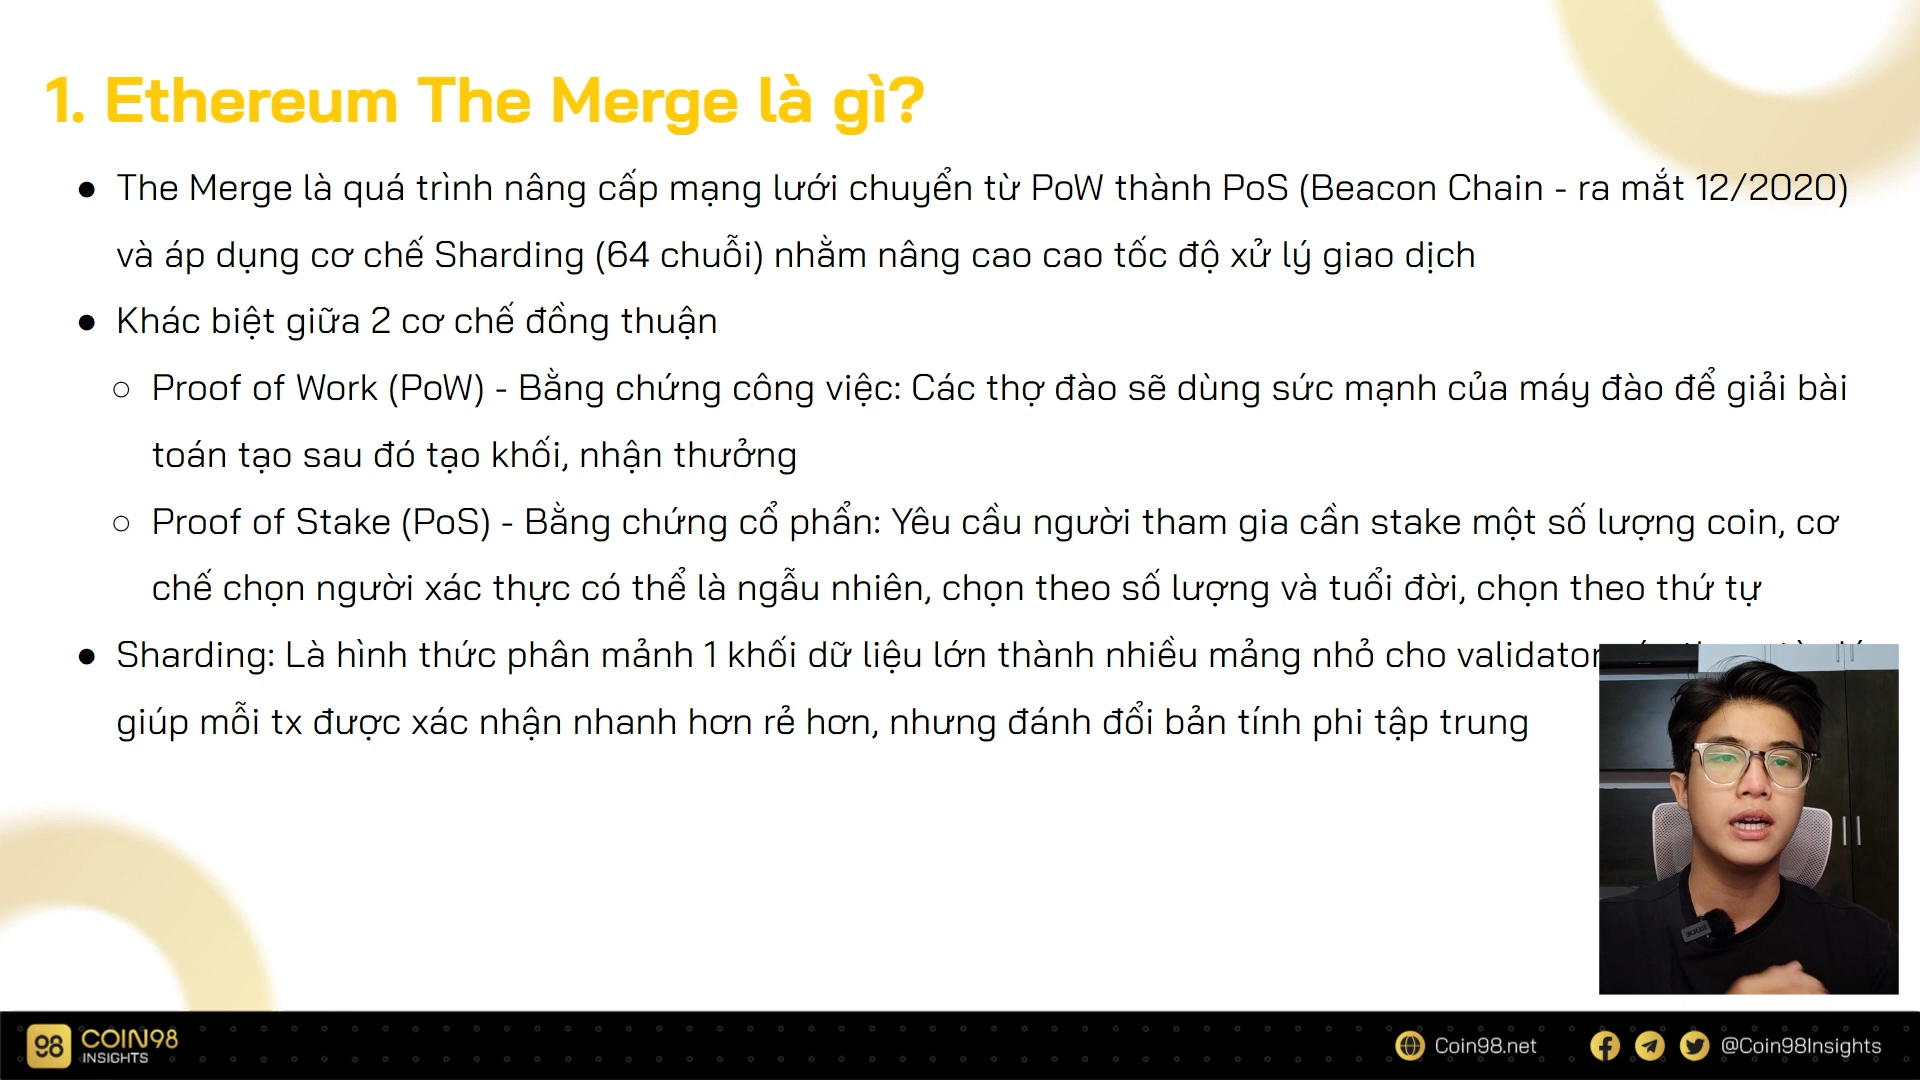 1. Ethereum The Merge là gì?
● The Merge là quá trình nâng cấp mạng lưới chuyển từ PoW thành PoS (Beacon Chain - ra mắt 12/2020)
và áp dụng cơ chế Sharding (64 chuỗi) nhằm nâng cao cao tốc độ xử lý giao dịch
● Khác biệt giữa 2 cơ chế đồng thuận
○ Proof of Work (PoW) - Bằng chứng công việc: Các thợ đào sẽ dùng sức mạnh của máy đào để giải bài
toán tạo sau đó tạo khối, nhận thưởng
○ Proof of Stake (PoS) - Bằng chứng cổ phẩn: Yêu cầu người tham gia cần stake một số lượng coin, cơ
chế chọn người xác thực có thể là ngẫu nhiên, chọn theo số lượng và tuổi đời, chọn theo thứ tự
● Sharding: Là hình thức phân mảnh 1 khối dữ liệu lớn thành nhiều mảng nhỏ cho validator
giúp mỗi tx được xác nhận nhanh hơn rẻ hơn, nhưng đánh đổi bản tính phi tập trung
RODE
98 COIN98
INSIGHTS
Coin98.net
@Coin98Insights